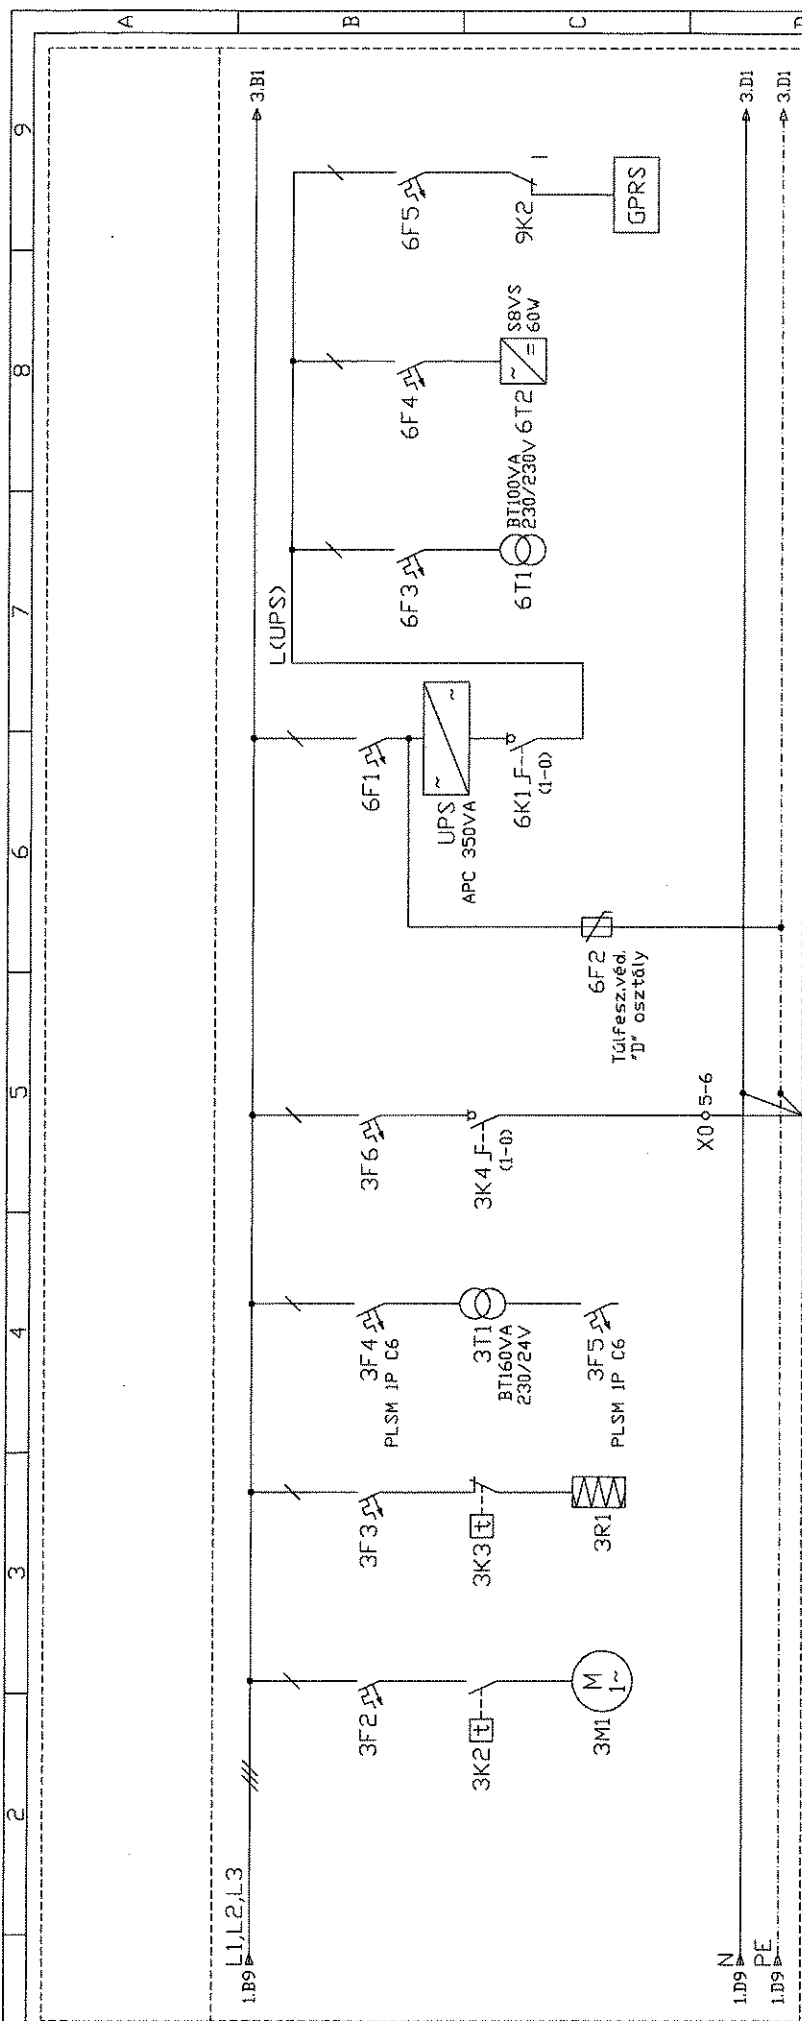 2
3
4
5
6
7
8
9
A
B
C
D
1.B9
L1,L2,L3
3.B1
L(UPS)
3F2
3K2
t
M
1~
3M1
3F3
3K3
t
3R1
3F4
PLSM 1P C6
3T1
BT160VA
230/24V
3F5
PLSM 1P C6
3F6
3K4
(1-0)
X0
5-6
6F2
Túlfesz.véd.
"D" osztály
6F1
UPS
APC 350VA
~
~
6K1
(1-0)
6F3
6T1
BT100VA
230/230V
6F4
6T2
~
=
S8VS
60W
6F5
9K2
GPRS
1.D9
N
3.D1
1.D9
PE
3.D1